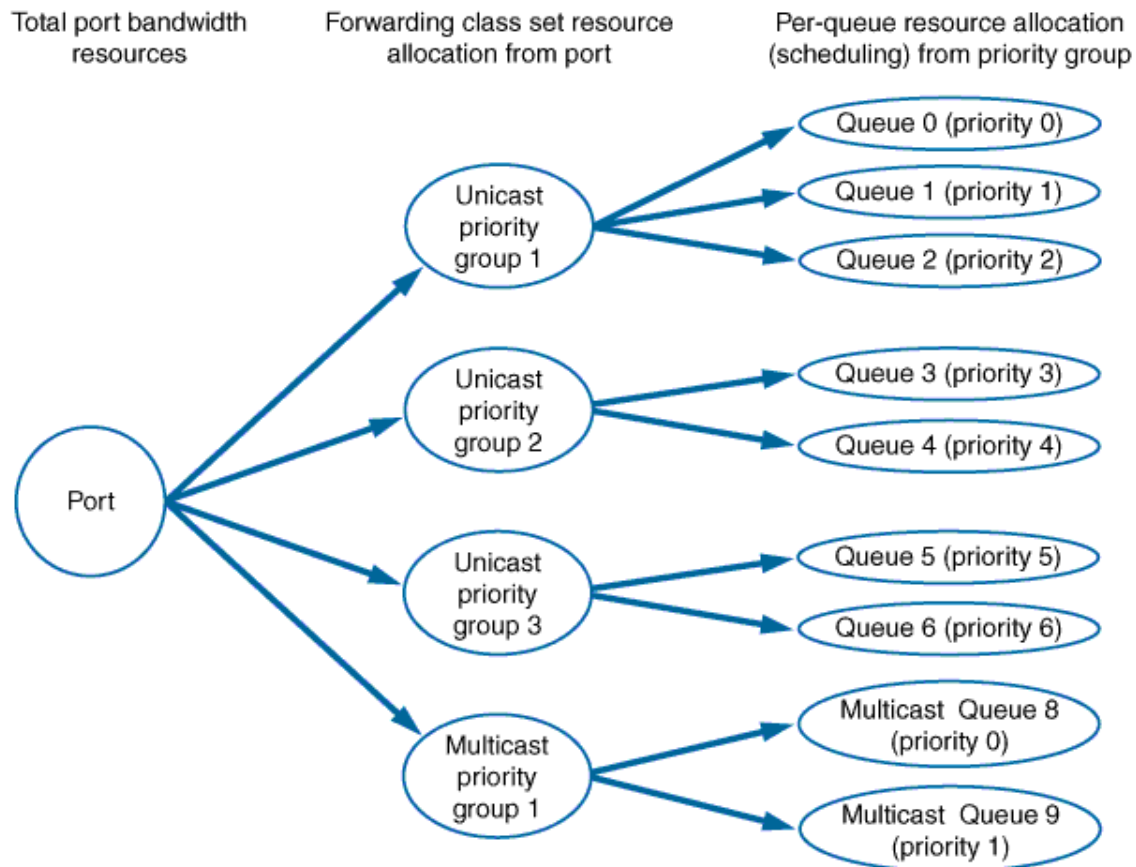 Total port bandwidth
resources
Forwarding class set resource
allocation from port
Per-queue resource allocation
(scheduling) from priority group
Port
Unicast
priority
group 1
Unicast
priority
group 2
Unicast
priority
group 3
Multicast
priority
group 1
Queue 0 (priority 0)
Queue 1 (priority 1)
Queue 2 (priority 2)
Queue 3 (priority 3)
Queue 4 (priority 4)
Queue 5 (priority 5)
Queue 6 (priority 6)
Multicast Queue 8
(priority 0)
Multicast Queue 9
(priority 1)